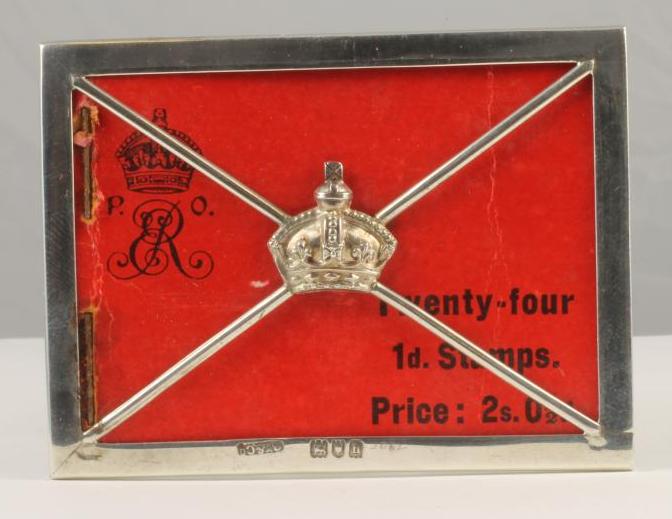 P. O.
ER
Twenty-four
1d. Stamps.
Price: 2s. 0½d